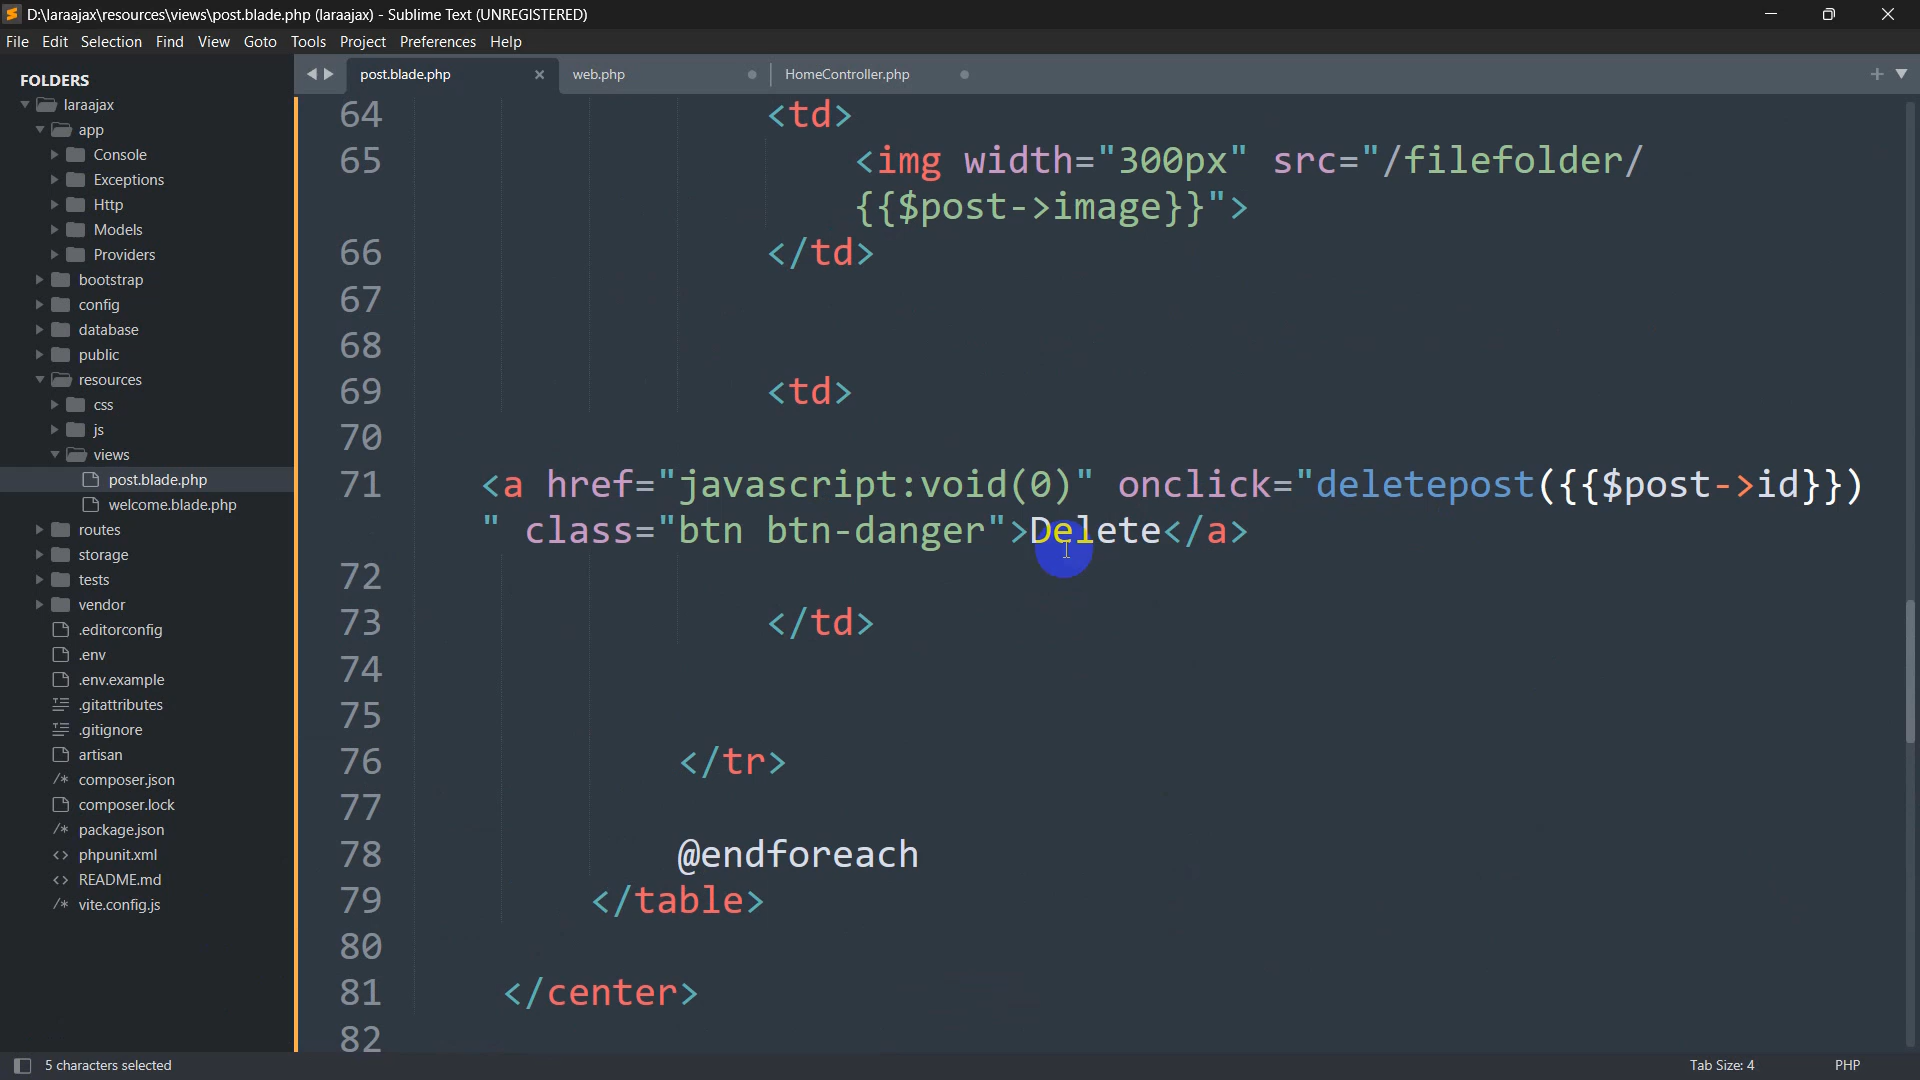 D:\laraajax\resources\views\post.blade.php (laraajax) - Sublime Text (UNREGISTERED)
File Edit Selection Find View Goto Tools Project Preferences Help
FOLDERS
laraajax
app
Console
Exceptions
Http
Models
Providers
bootstrap
config
database
public
resources
css
js
views
post.blade.php
welcome.blade.php
routes
storage
tests
vendor
.editorconfig
.env
.env.example
.gitattributes
.gitignore
artisan
/* composer.json
composer.lock
/* package.json
<> phpunit.xml
<> README.md
/* vite.config.js
post.blade.php × web.php HomeController.php
64 <td>
65 <img width="300px" src="/filefolder/
{{$post->image}}">
66 </td>
67
68
69 <td>
70
71 <a href="javascript:void(0)" onclick="deletepost({{$post->id}})
" class="btn btn-danger">Delete</a>
72
73 </td>
74
75
76 </tr>
77
78 @endforeach
79 </table>
80
81 </center>
82
5 characters selected
Tab Size: 4 PHP